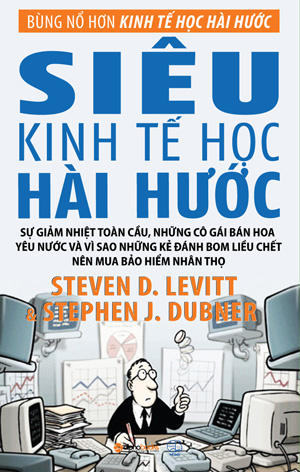 BÙNG NỔ HƠN KINH TẾ HỌC HÀI HƯỚC
SIÊU
KINH TẾ HỌC
HÀI HƯỚC
SỰ GIẢM NHIỆT TOÀN CẦU, NHỮNG CÔ GÁI BÁN HOA
YÊU NƯỚC VÀ VÌ SAO NHỮNG KẺ ĐÁNH BOM LIỀU CHẾT
NÊN MUA BẢO HIỂM NHÂN THỌ
STEVEN D. LEVITT
& STEPHEN J. DUBNER